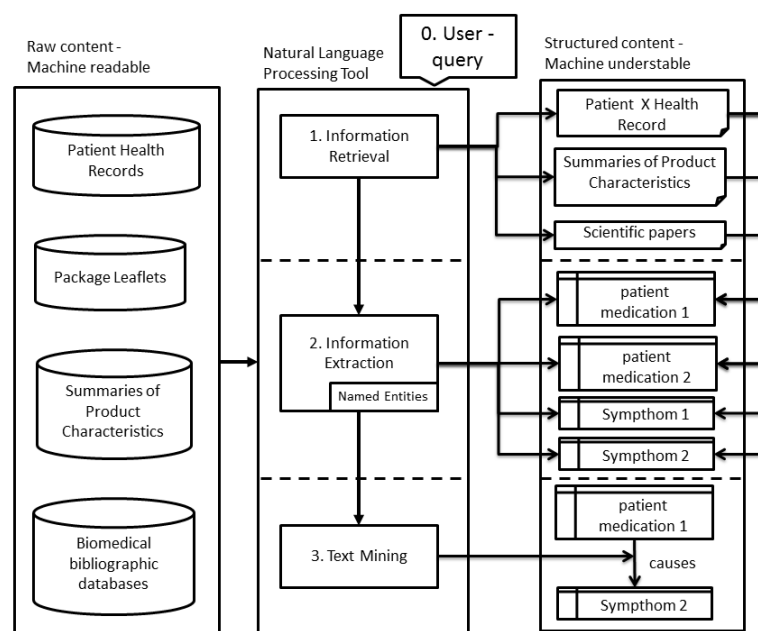 Raw content -
Machine readable
Patient Health
Records
Package Leaflets
Summaries of
Product
Characteristics
Biomedical
bibliographic
databases
Natural Language
Processing Tool
0. User -
query
1. Information
Retrieval
2. Information
Extraction
Named Entities
3. Text Mining
Structured content -
Machine understable
Patient X Health
Record
Summaries of Product
Characteristics
Scientific papers
patient
medication 1
patient
medication 2
Sympthom 1
Sympthom 2
patient
medication 1
causes
Sympthom 2